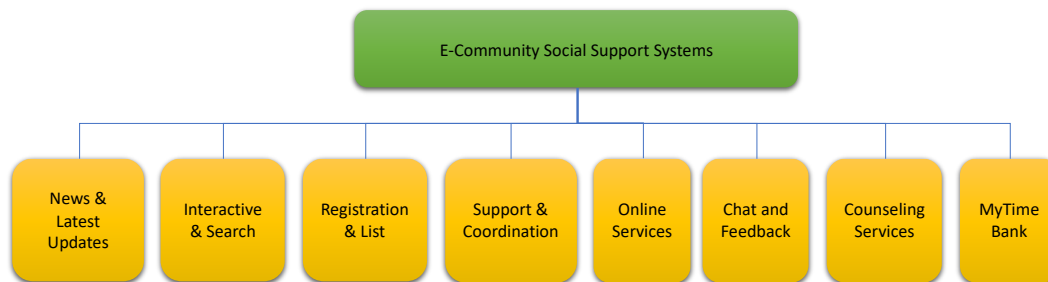 E-Community Social Support Systems
News &
Latest
Updates
Interactive
& Search
Registration
& List
Support &
Coordination
Online
Services
Chat and
Feedback
Counseling
Services
MyTime
Bank